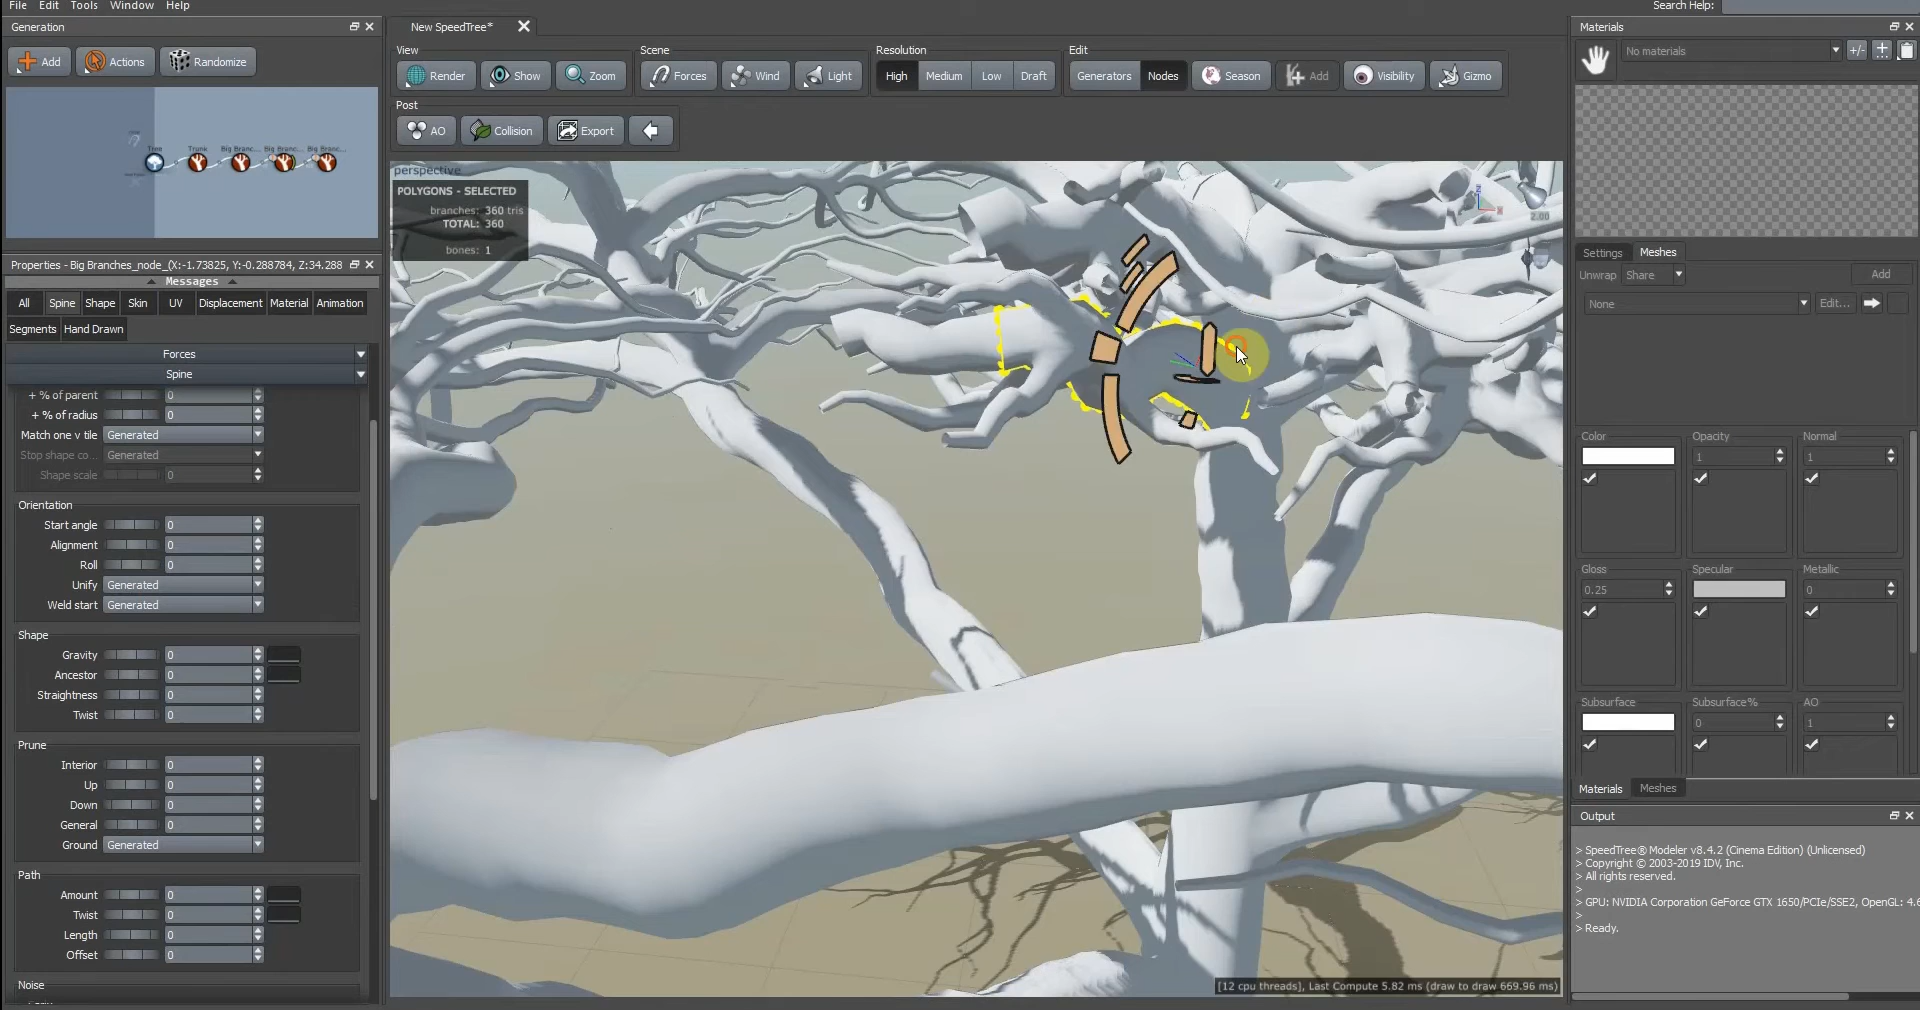 File Edit Tools Window Help
Search Help:
Generation
Add Actions Randomize
Tree Trunk Big Branc... Big Branc... Big Branc...
Properties - Big Branches_node_(X:-1.73825, Y:-0.288784, Z:34.288
Messages
All Spine Shape Skin UV Displacement Material Animation
Segments Hand Drawn
Forces
Spine
+ % of parent 0
+ % of radius 0
Match one v tile Generated
Stop shape co... Generated
Shape scale 0
Orientation
Start angle 0
Alignment 0
Roll 0
Unify Generated
Weld start Generated
Shape
Gravity 0
Ancestor 0
Straightness 0
Twist 0
Prune
Interior 0
Up 0
Down 0
General 0
Ground Generated
Path
Amount 0
Twist 0
Length 0
Offset 0
Noise
New SpeedTree*
View Scene Resolution Edit
Render Show Zoom Forces Wind Light High Medium Low Draft Generators Nodes Season Add Visibility Gizmo
Post
AO Collision Export
perspective
POLYGONS - SELECTED
branches: 360 tris
TOTAL: 360
bones: 1
2.00
[12 cpu threads], Last Compute 5.82 ms (draw to draw 669.96 ms)
Materials
No materials +/- +
Settings Meshes
Unwrap Share Add
None Edit...
Color Opacity Normal
1 1
Gloss Specular Metallic
0.25 0
Subsurface Subsurface% AO
0 1
Materials Meshes
Output
> SpeedTree® Modeler v8.4.2 (Cinema Edition) (Unlicensed)
> Copyright © 2003-2019 IDV, Inc.
> All rights reserved.
>
> GPU: NVIDIA Corporation GeForce GTX 1650/PCIe/SSE2, OpenGL: 4.6
>
> Ready.